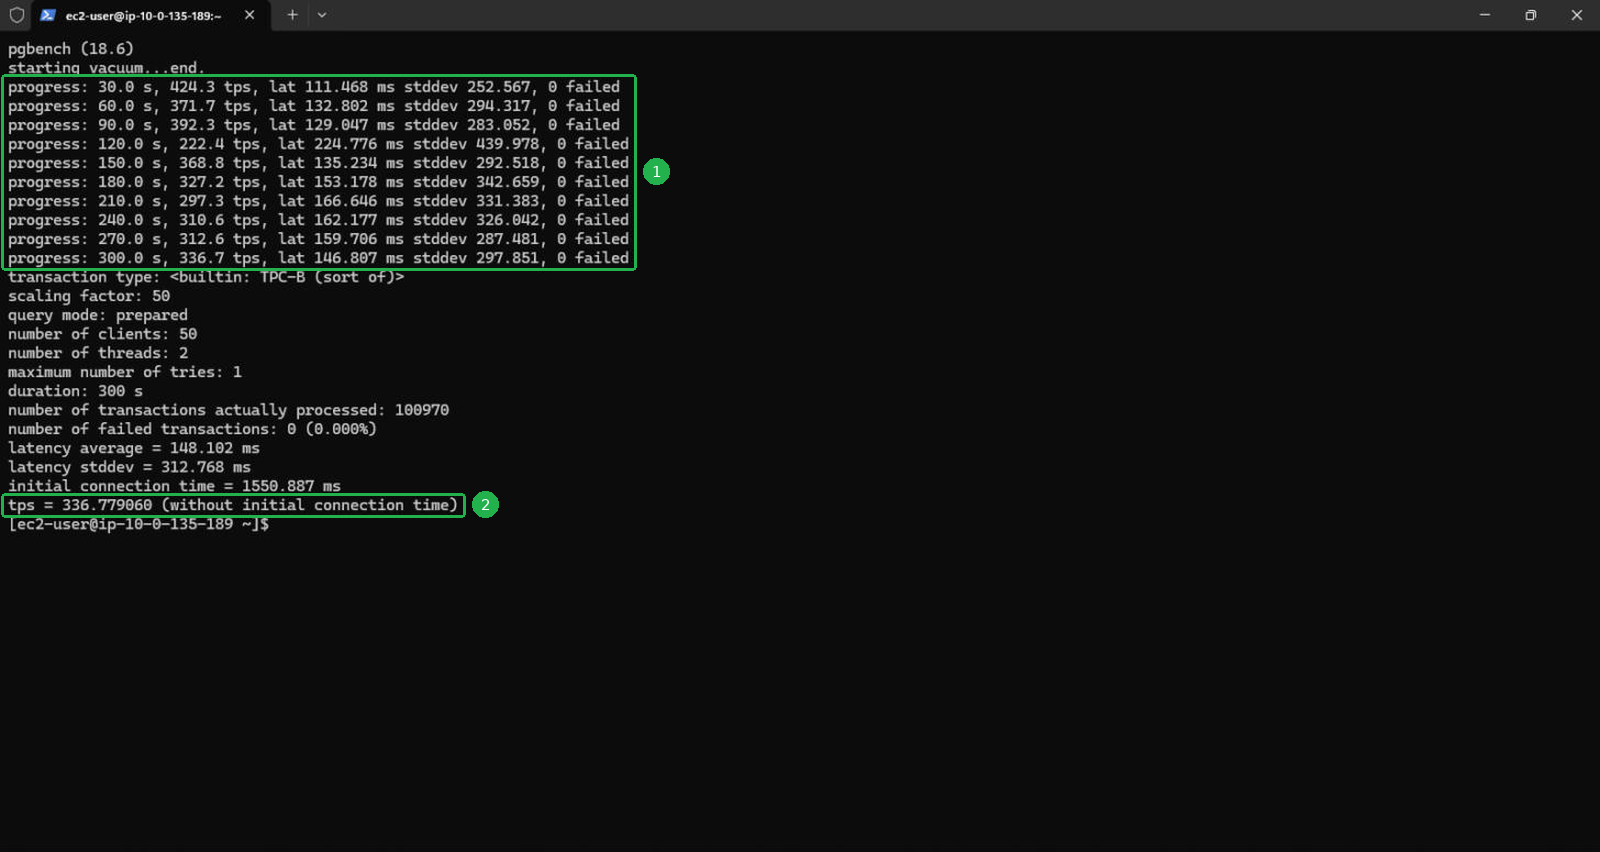 ec2-user@ip-10-0-135-189:~
pgbench (18.6)
starting vacuum...end.
progress: 30.0 s, 424.3 tps, lat 111.468 ms stddev 252.567, 0 failed
progress: 60.0 s, 371.7 tps, lat 132.802 ms stddev 294.317, 0 failed
progress: 90.0 s, 392.3 tps, lat 129.047 ms stddev 283.052, 0 failed
progress: 120.0 s, 222.4 tps, lat 224.776 ms stddev 439.978, 0 failed
progress: 150.0 s, 368.8 tps, lat 135.234 ms stddev 292.518, 0 failed
progress: 180.0 s, 327.2 tps, lat 153.178 ms stddev 342.659, 0 failed
progress: 210.0 s, 297.3 tps, lat 166.646 ms stddev 331.383, 0 failed
progress: 240.0 s, 310.6 tps, lat 162.177 ms stddev 326.042, 0 failed
progress: 270.0 s, 312.6 tps, lat 159.706 ms stddev 287.481, 0 failed
progress: 300.0 s, 336.7 tps, lat 146.807 ms stddev 297.851, 0 failed
1
transaction type: <builtin: TPC-B (sort of)>
scaling factor: 50
query mode: prepared
number of clients: 50
number of threads: 2
maximum number of tries: 1
duration: 300 s
number of transactions actually processed: 100970
number of failed transactions: 0 (0.000%)
latency average = 148.102 ms
latency stddev = 312.768 ms
initial connection time = 1550.887 ms
tps = 336.779060 (without initial connection time)
2
[ec2-user@ip-10-0-135-189 ~]$